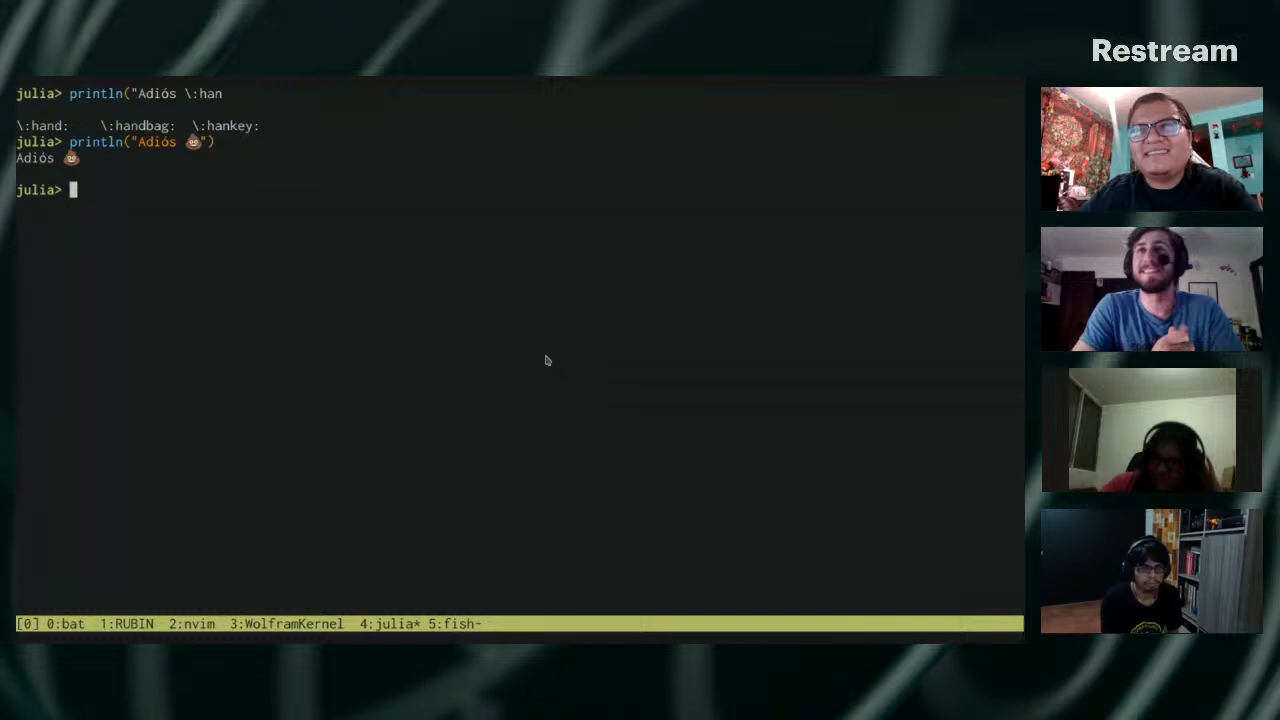 Restream
julia> println("Adiós \:han
\:hand:    \:handbag:  \:hankey:
julia> println("Adiós 💩")
Adiós 💩
julia>
[0] 0:bat  1:RUBIN  2:nvim  3:WolframKernel  4:julia* 5:fish-